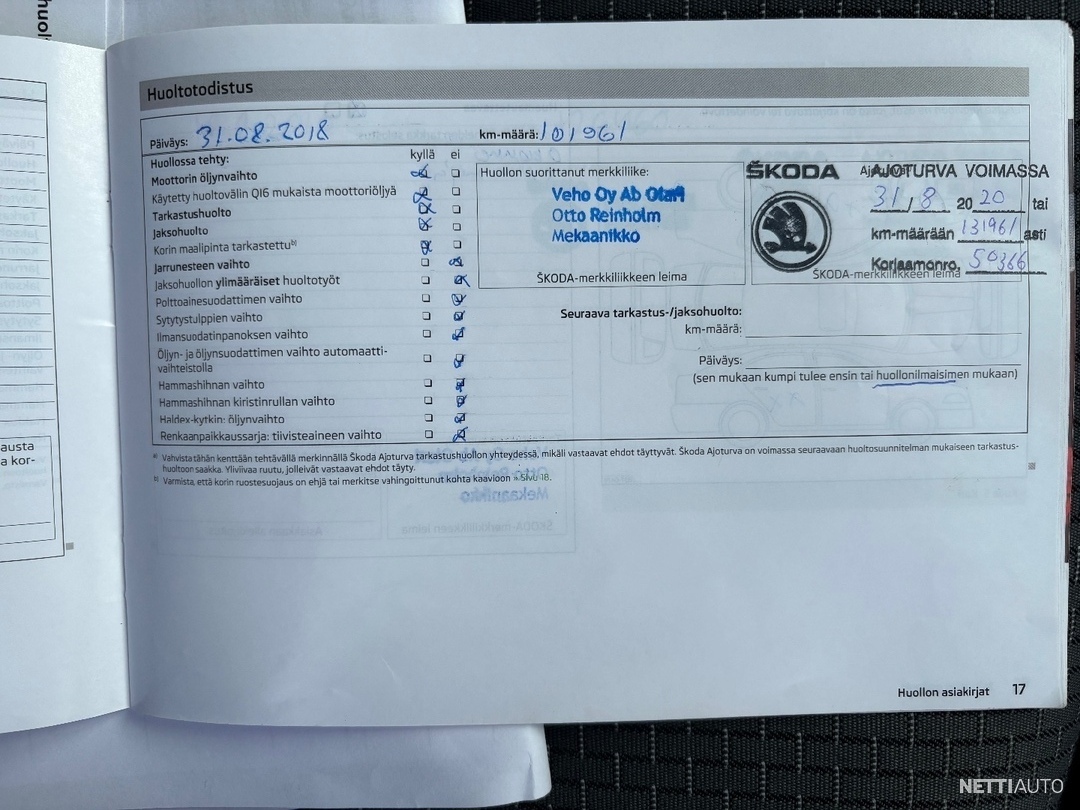 huol
Huoltotodistus
Päiväys: 31.08.2018
km-määrä: 101961
Huollossa tehty:
kyllä ei
Moottorin öljynvaihto
Käytetty huoltovälin QI6 mukaista moottoriöljyä
Tarkastushuolto
Jaksohuolto
Korin maalipinta tarkastettu b)
Jarrunesteen vaihto
Jaksohuollon ylimääräiset huoltotyöt
Polttoainesuodattimen vaihto
Sytytystulppien vaihto
Ilmansuodatinpanoksen vaihto
Öljyn- ja öljynsuodattimen vaihto automaatti-
vaihteistolla
Hammashihnan vaihto
Hammashihnan kiristinrullan vaihto
Haldex-kytkin: öljynvaihto
Renkaanpaikkaussarja: tiivisteaineen vaihto
Huollon suorittanut merkkiliike:
Veho Oy Ab Olari
Otto Reinholm
Mekaanikko
ŠKODA-merkkiliikkeen leima
ŠKODA
AJOTURVA VOIMASSA
31/8 2020 tai
km-määrään 131961 asti
Korjaamonro. 50366
ŠKODA-merkkiliikkeen leima
Seuraava tarkastus-/jaksohuolto:
km-määrä:
Päiväys:
(sen mukaan kumpi tulee ensin tai huollonilmaisimen mukaan)
a) Vahvista tähän kenttään tehtävällä merkinnällä Škoda Ajoturva tarkastushuollon yhteydessä, mikäli vastaavat ehdot täyttyvät. Škoda Ajoturva on voimassa seuraavaan huoltosuunnitelman mukaiseen tarkastus-
huoltoon saakka. Yliviivaa ruutu, jolleivät vastaavat ehdot täyty.
b) Varmista, että korin ruostesuojaus on ehjä tai merkitse vahingoittunut kohta kaavioon » Sivu 18.
austa
a kor-
Huollon asiakirjat 17
NETTIAUTO